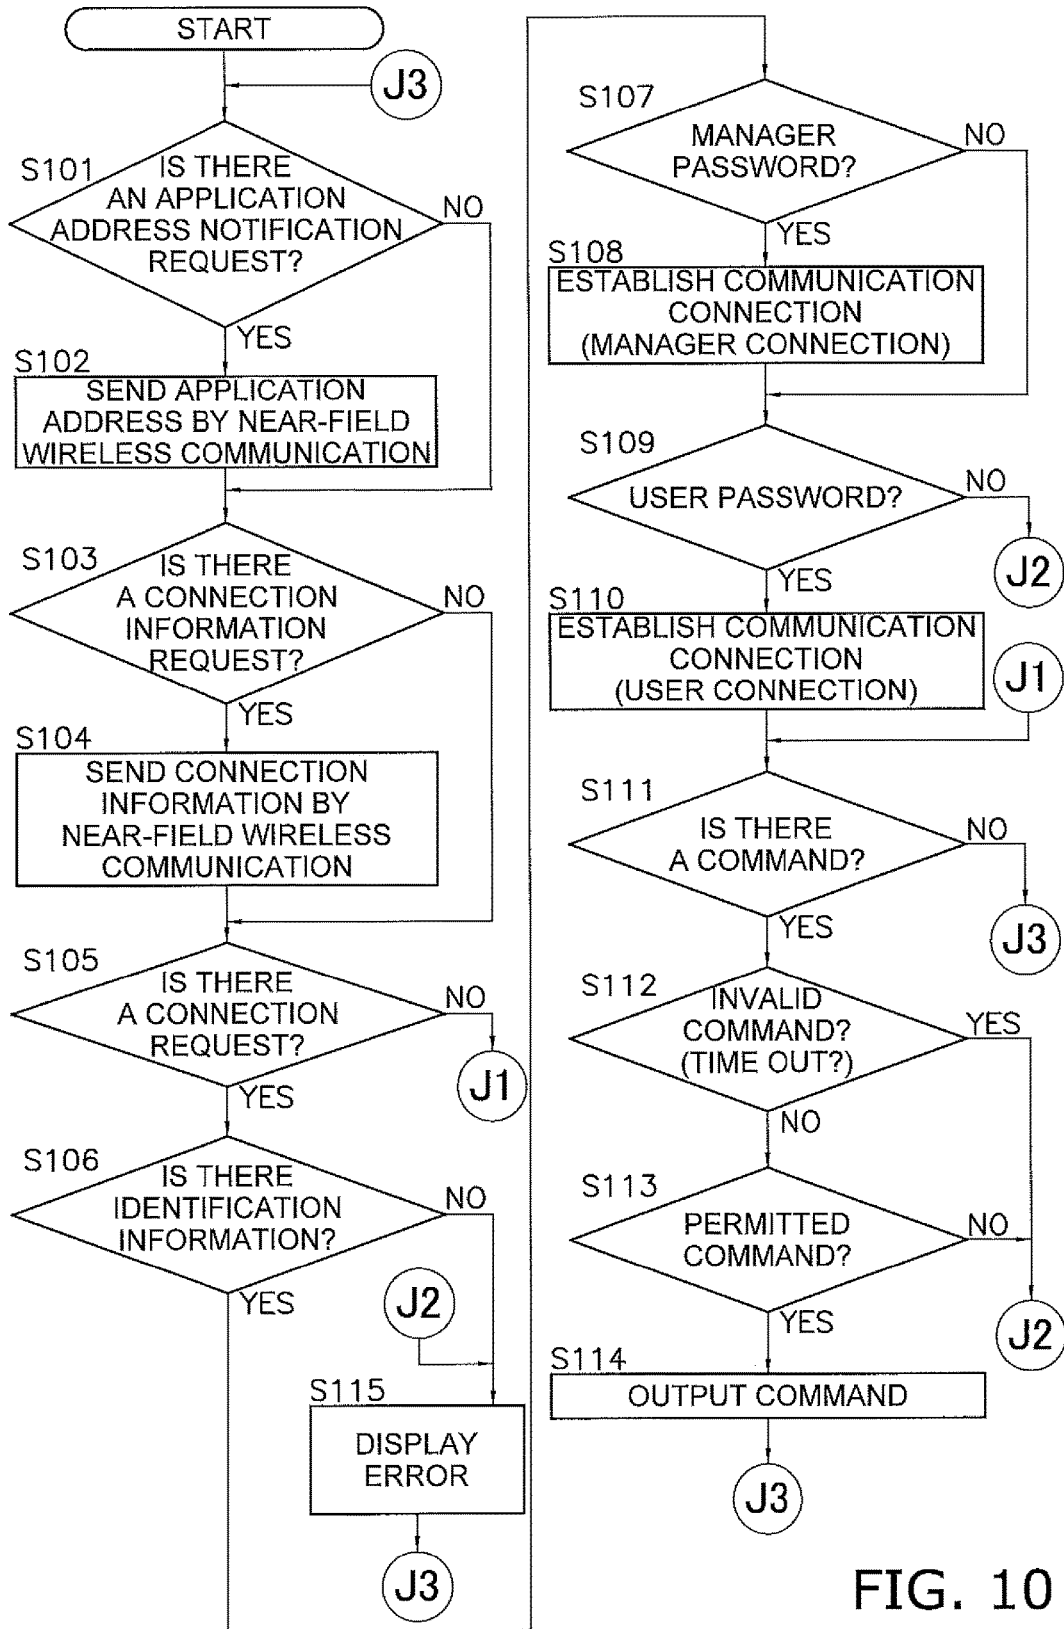 START
J3
S101
IS THERE
AN APPLICATION
ADDRESS NOTIFICATION
REQUEST?
NO
YES
S102
SEND APPLICATION
ADDRESS BY NEAR-FIELD
WIRELESS COMMUNICATION
S103
IS THERE
A CONNECTION
INFORMATION
REQUEST?
NO
YES
S104
SEND CONNECTION
INFORMATION BY
NEAR-FIELD WIRELESS
COMMUNICATION
S105
IS THERE
A CONNECTION
REQUEST?
NO
J1
YES
S106
IS THERE
IDENTIFICATION
INFORMATION?
NO
YES
J2
S115
DISPLAY
ERROR
J3
S107
MANAGER
PASSWORD?
NO
YES
S108
ESTABLISH COMMUNICATION
CONNECTION
(MANAGER CONNECTION)
S109
USER PASSWORD?
NO
J2
YES
S110
ESTABLISH COMMUNICATION
CONNECTION
(USER CONNECTION)
J1
S111
IS THERE
A COMMAND?
NO
J3
YES
S112
INVALID
COMMAND?
(TIME OUT?)
YES
NO
S113
PERMITTED
COMMAND?
NO
J2
YES
S114
OUTPUT COMMAND
J3
FIG. 10